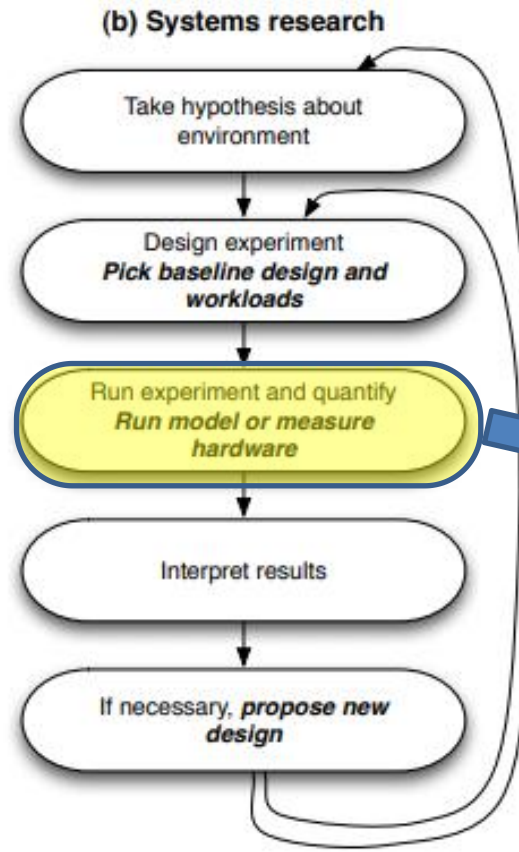 (b) Systems research
Take hypothesis about
environment
Design experiment
Pick baseline design and
workloads
Run experiment and quantify
Run model or measure
hardware
Interpret results
If necessary, propose new
design